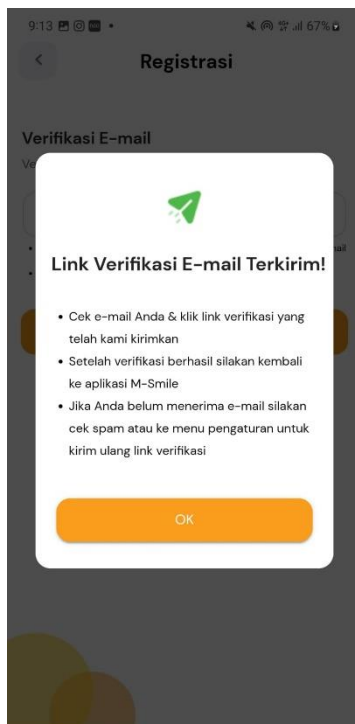 9:13
67%
Registrasi
Verifikasi E-mail
Ve
ail
Link Verifikasi E-mail Terkirim!
• Cek e-mail Anda & klik link verifikasi yang
telah kami kirimkan
• Setelah verifikasi berhasil silakan kembali
ke aplikasi M-Smile
• Jika Anda belum menerima e-mail silakan
cek spam atau ke menu pengaturan untuk
kirim ulang link verifikasi
OK